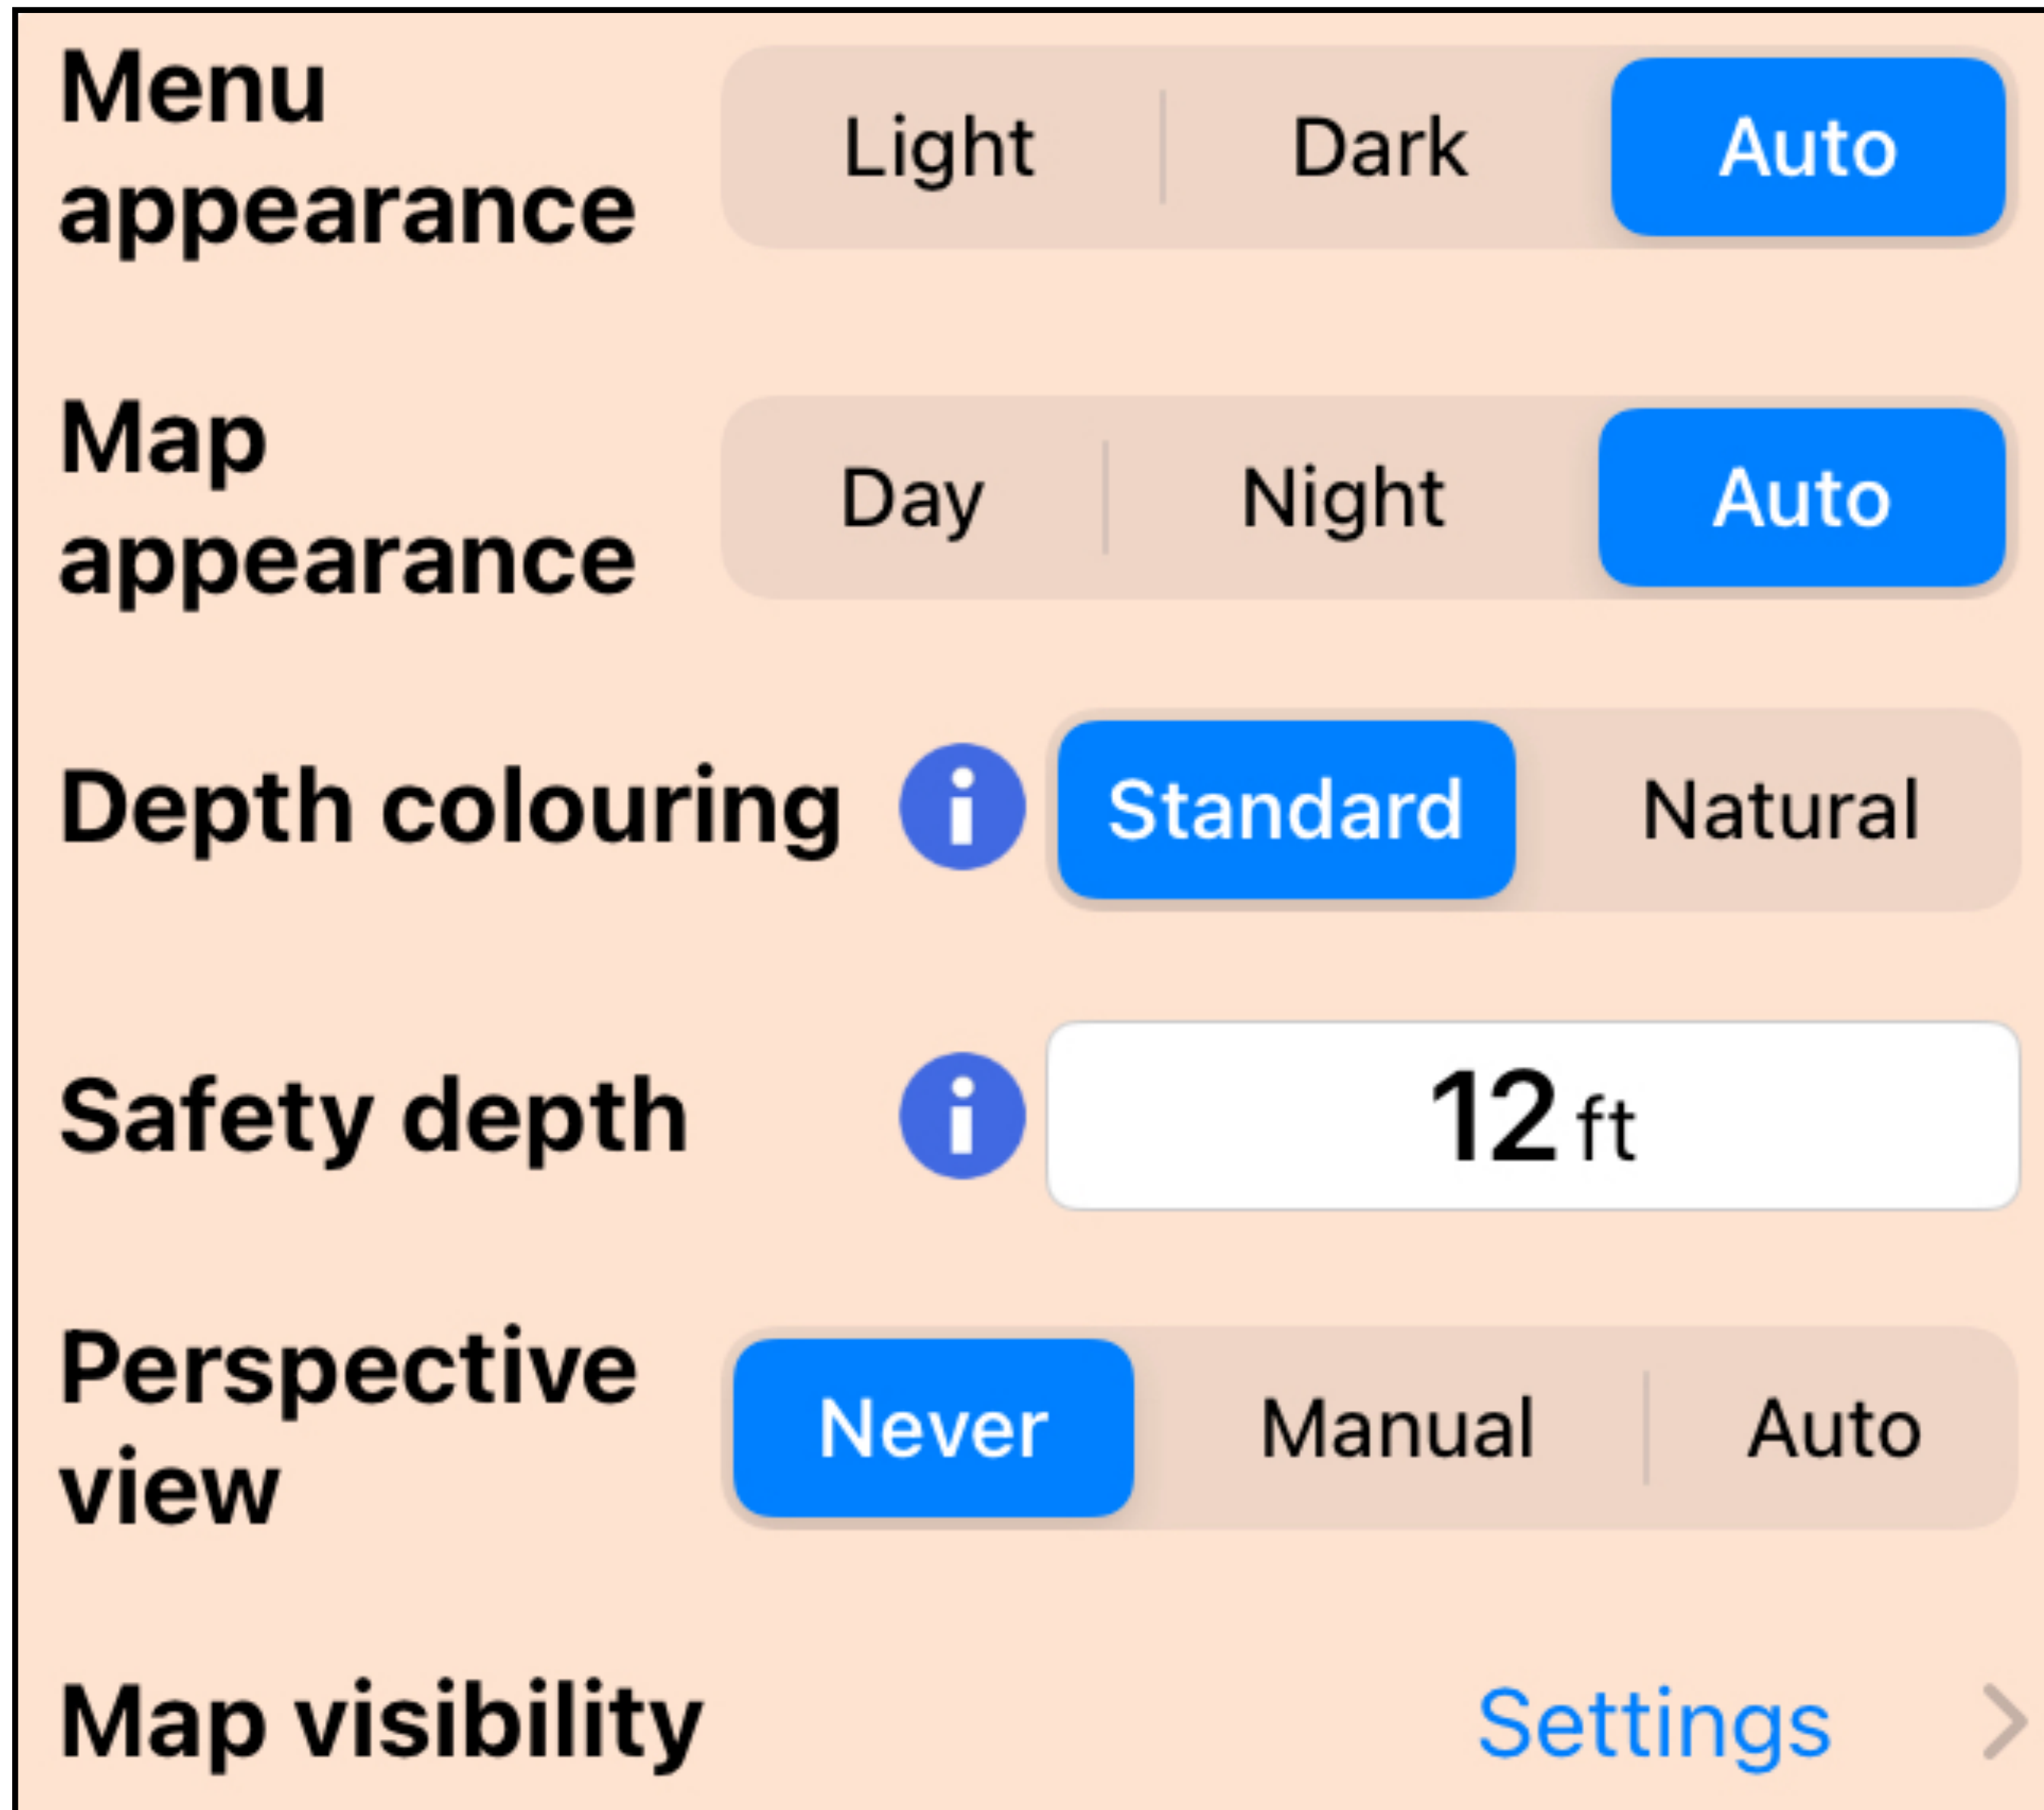 Menu
appearance
Light Dark Auto
Map
appearance
Day Night Auto
Depth colouring i Standard Natural
Safety depth i 12 ft
Perspective
view
Never Manual Auto
Map visibility Settings